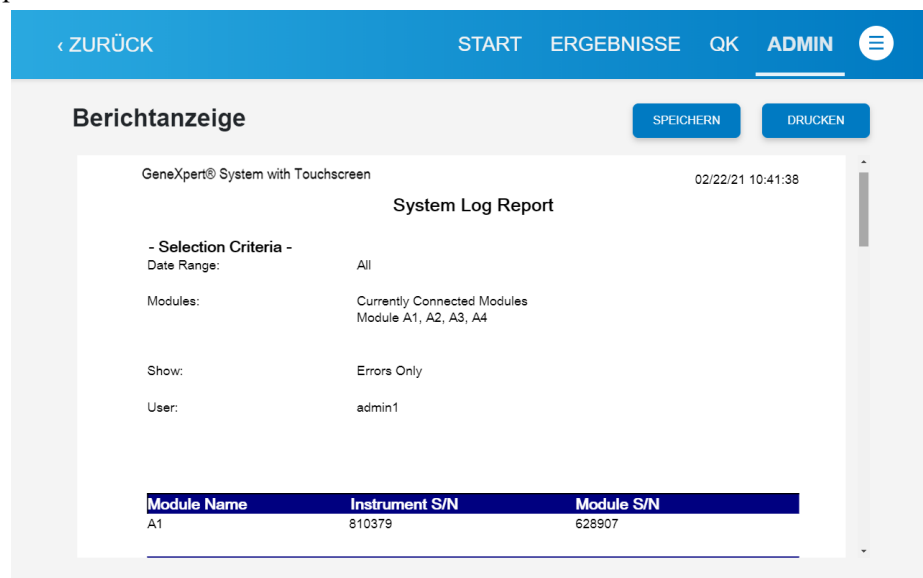 ‹ ZURÜCK START ERGEBNISSE QK ADMIN
Berichtanzeige SPEICHERN DRUCKEN
GeneXpert® System with Touchscreen 02/22/21 10:41:38
System Log Report
- Selection Criteria -
Date Range: All
Modules: Currently Connected Modules
Module A1, A2, A3, A4
Show: Errors Only
User: admin1
Module Name Instrument S/N Module S/N
A1 810379 628907